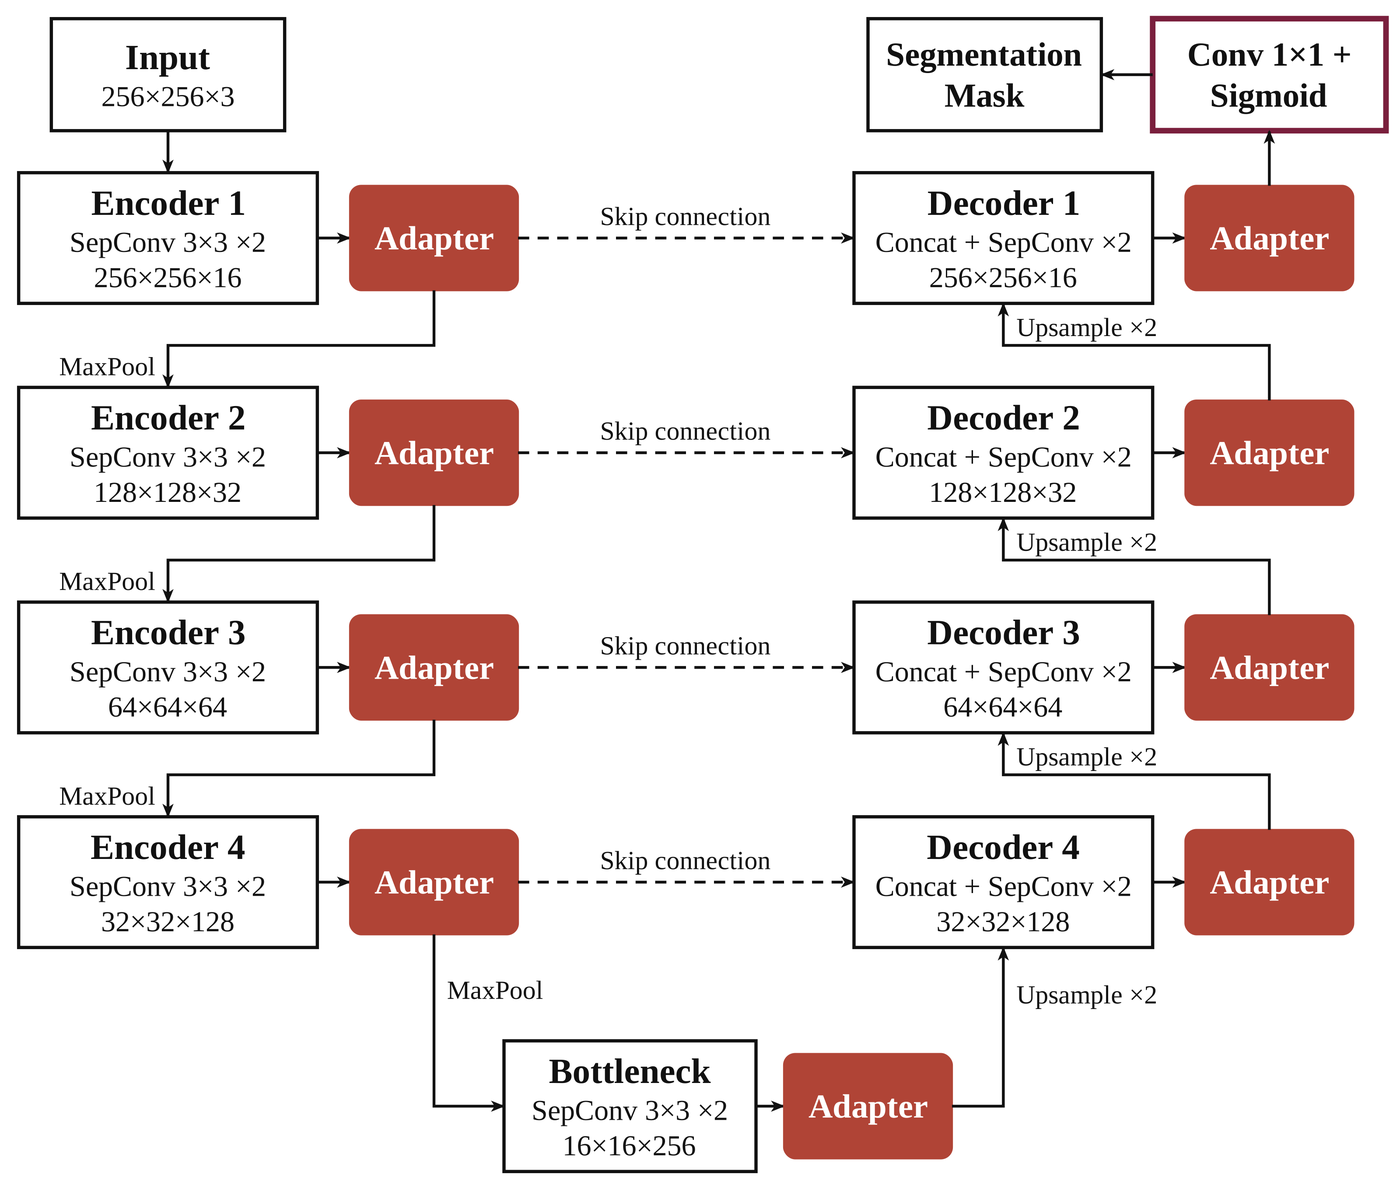 Input
256×256×3
Segmentation
Mask
Conv 1×1 +
Sigmoid
Encoder 1
SepConv 3×3 ×2
256×256×16
Adapter
Skip connection
Decoder 1
Concat + SepConv ×2
256×256×16
Adapter
MaxPool
Upsample ×2
Encoder 2
SepConv 3×3 ×2
128×128×32
Adapter
Skip connection
Decoder 2
Concat + SepConv ×2
128×128×32
Adapter
MaxPool
Upsample ×2
Encoder 3
SepConv 3×3 ×2
64×64×64
Adapter
Skip connection
Decoder 3
Concat + SepConv ×2
64×64×64
Adapter
MaxPool
Upsample ×2
Encoder 4
SepConv 3×3 ×2
32×32×128
Adapter
Skip connection
Decoder 4
Concat + SepConv ×2
32×32×128
Adapter
MaxPool
Upsample ×2
Bottleneck
SepConv 3×3 ×2
16×16×256
Adapter